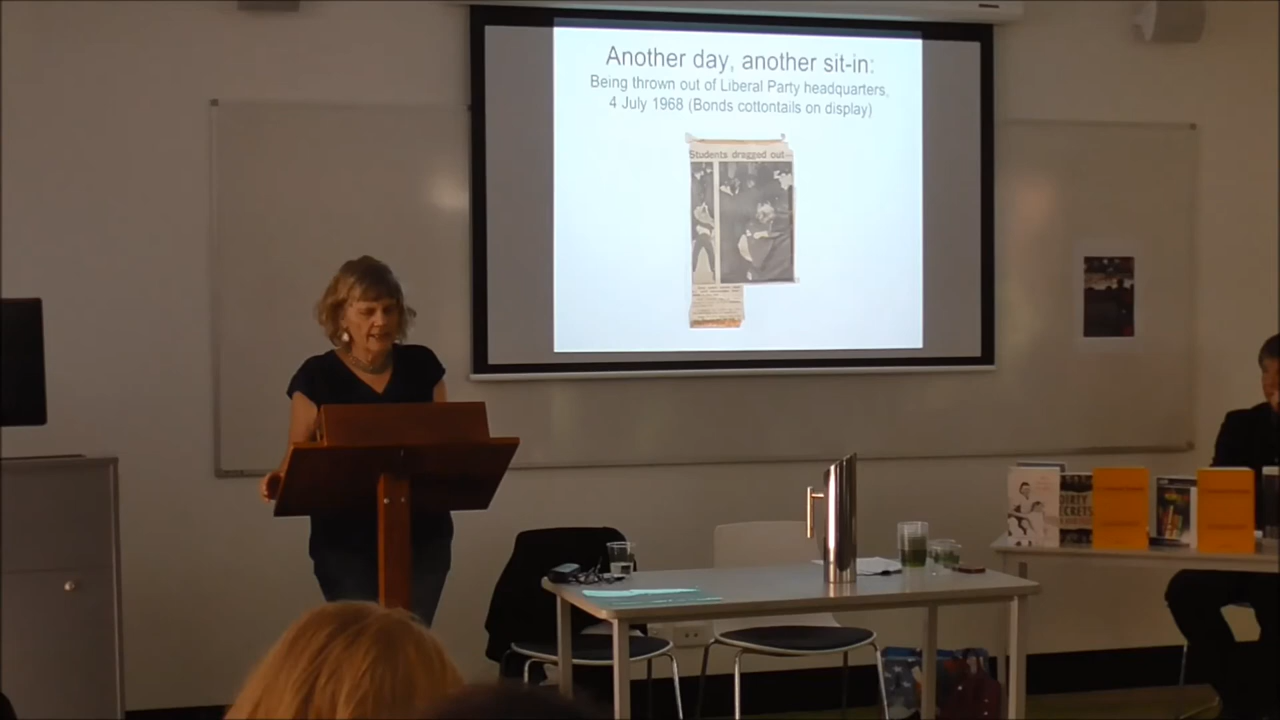 Another day, another sit-in:
Being thrown out of Liberal Party headquarters,
4 July 1968 (Bonds cottontails on display)
Students dragged out
DIRTY
SECRETS